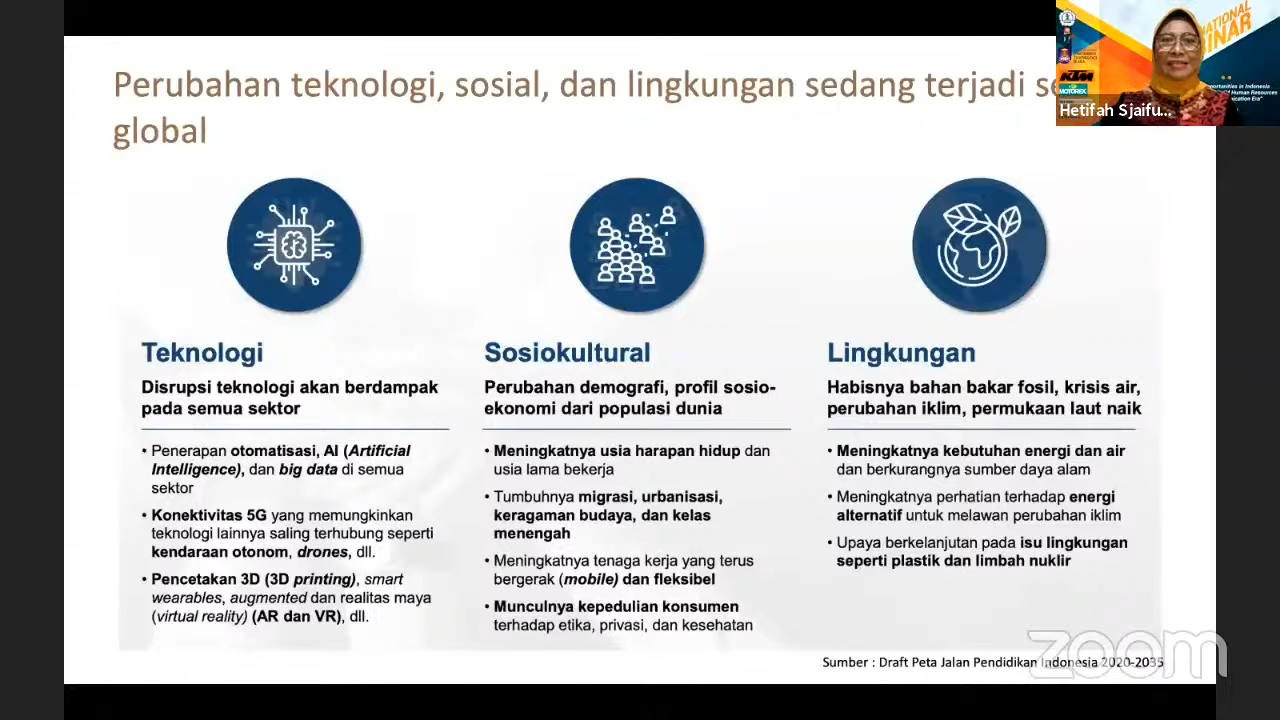 Perubahan teknologi, sosial, dan lingkungan sedang terjadi
global
Teknologi
Disrupsi teknologi akan berdampak
pada semua sektor
• Penerapan otomatisasi, AI (Artificial
Intelligence), dan big data di semua
sektor
• Konektivitas 5G yang memungkinkan
teknologi lainnya saling terhubung seperti
kendaraan otonom, drones, dll.
• Pencetakan 3D (3D printing), smart
wearables, augmented dan realitas maya
(virtual reality) (AR dan VR), dll.
Sosiokultural
Perubahan demografi, profil sosio-
ekonomi dari populasi dunia
• Meningkatnya usia harapan hidup dan
usia lama bekerja
• Tumbuhnya migrasi, urbanisasi,
keragaman budaya, dan kelas
menengah
• Meningkatnya tenaga kerja yang terus
bergerak (mobile) dan fleksibel
• Munculnya kepedulian konsumen
terhadap etika, privasi, dan kesehatan
Lingkungan
Habisnya bahan bakar fosil, krisis air,
perubahan iklim, permukaan laut naik
• Meningkatnya kebutuhan energi dan air
dan berkurangnya sumber daya alam
• Meningkatnya perhatian terhadap energi
alternatif untuk melawan perubahan iklim
• Upaya berkelanjutan pada isu lingkungan
seperti plastik dan limbah nuklir
Sumber : Draft Peta Jalan Pendidikan Indonesia 2020-2035
zoom
KTM
MOTOREX
Hetifah Sjaifu...
in Indonesia
Human Resources
Era"